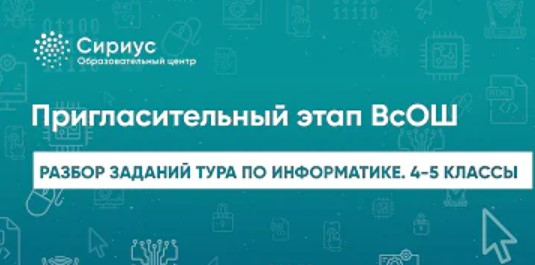 Сириус
Образовательный центр
Пригласительный этап ВсОШ
РАЗБОР ЗАДАНИЙ ТУРА ПО ИНФОРМАТИКЕ. 4-5 КЛАССЫ